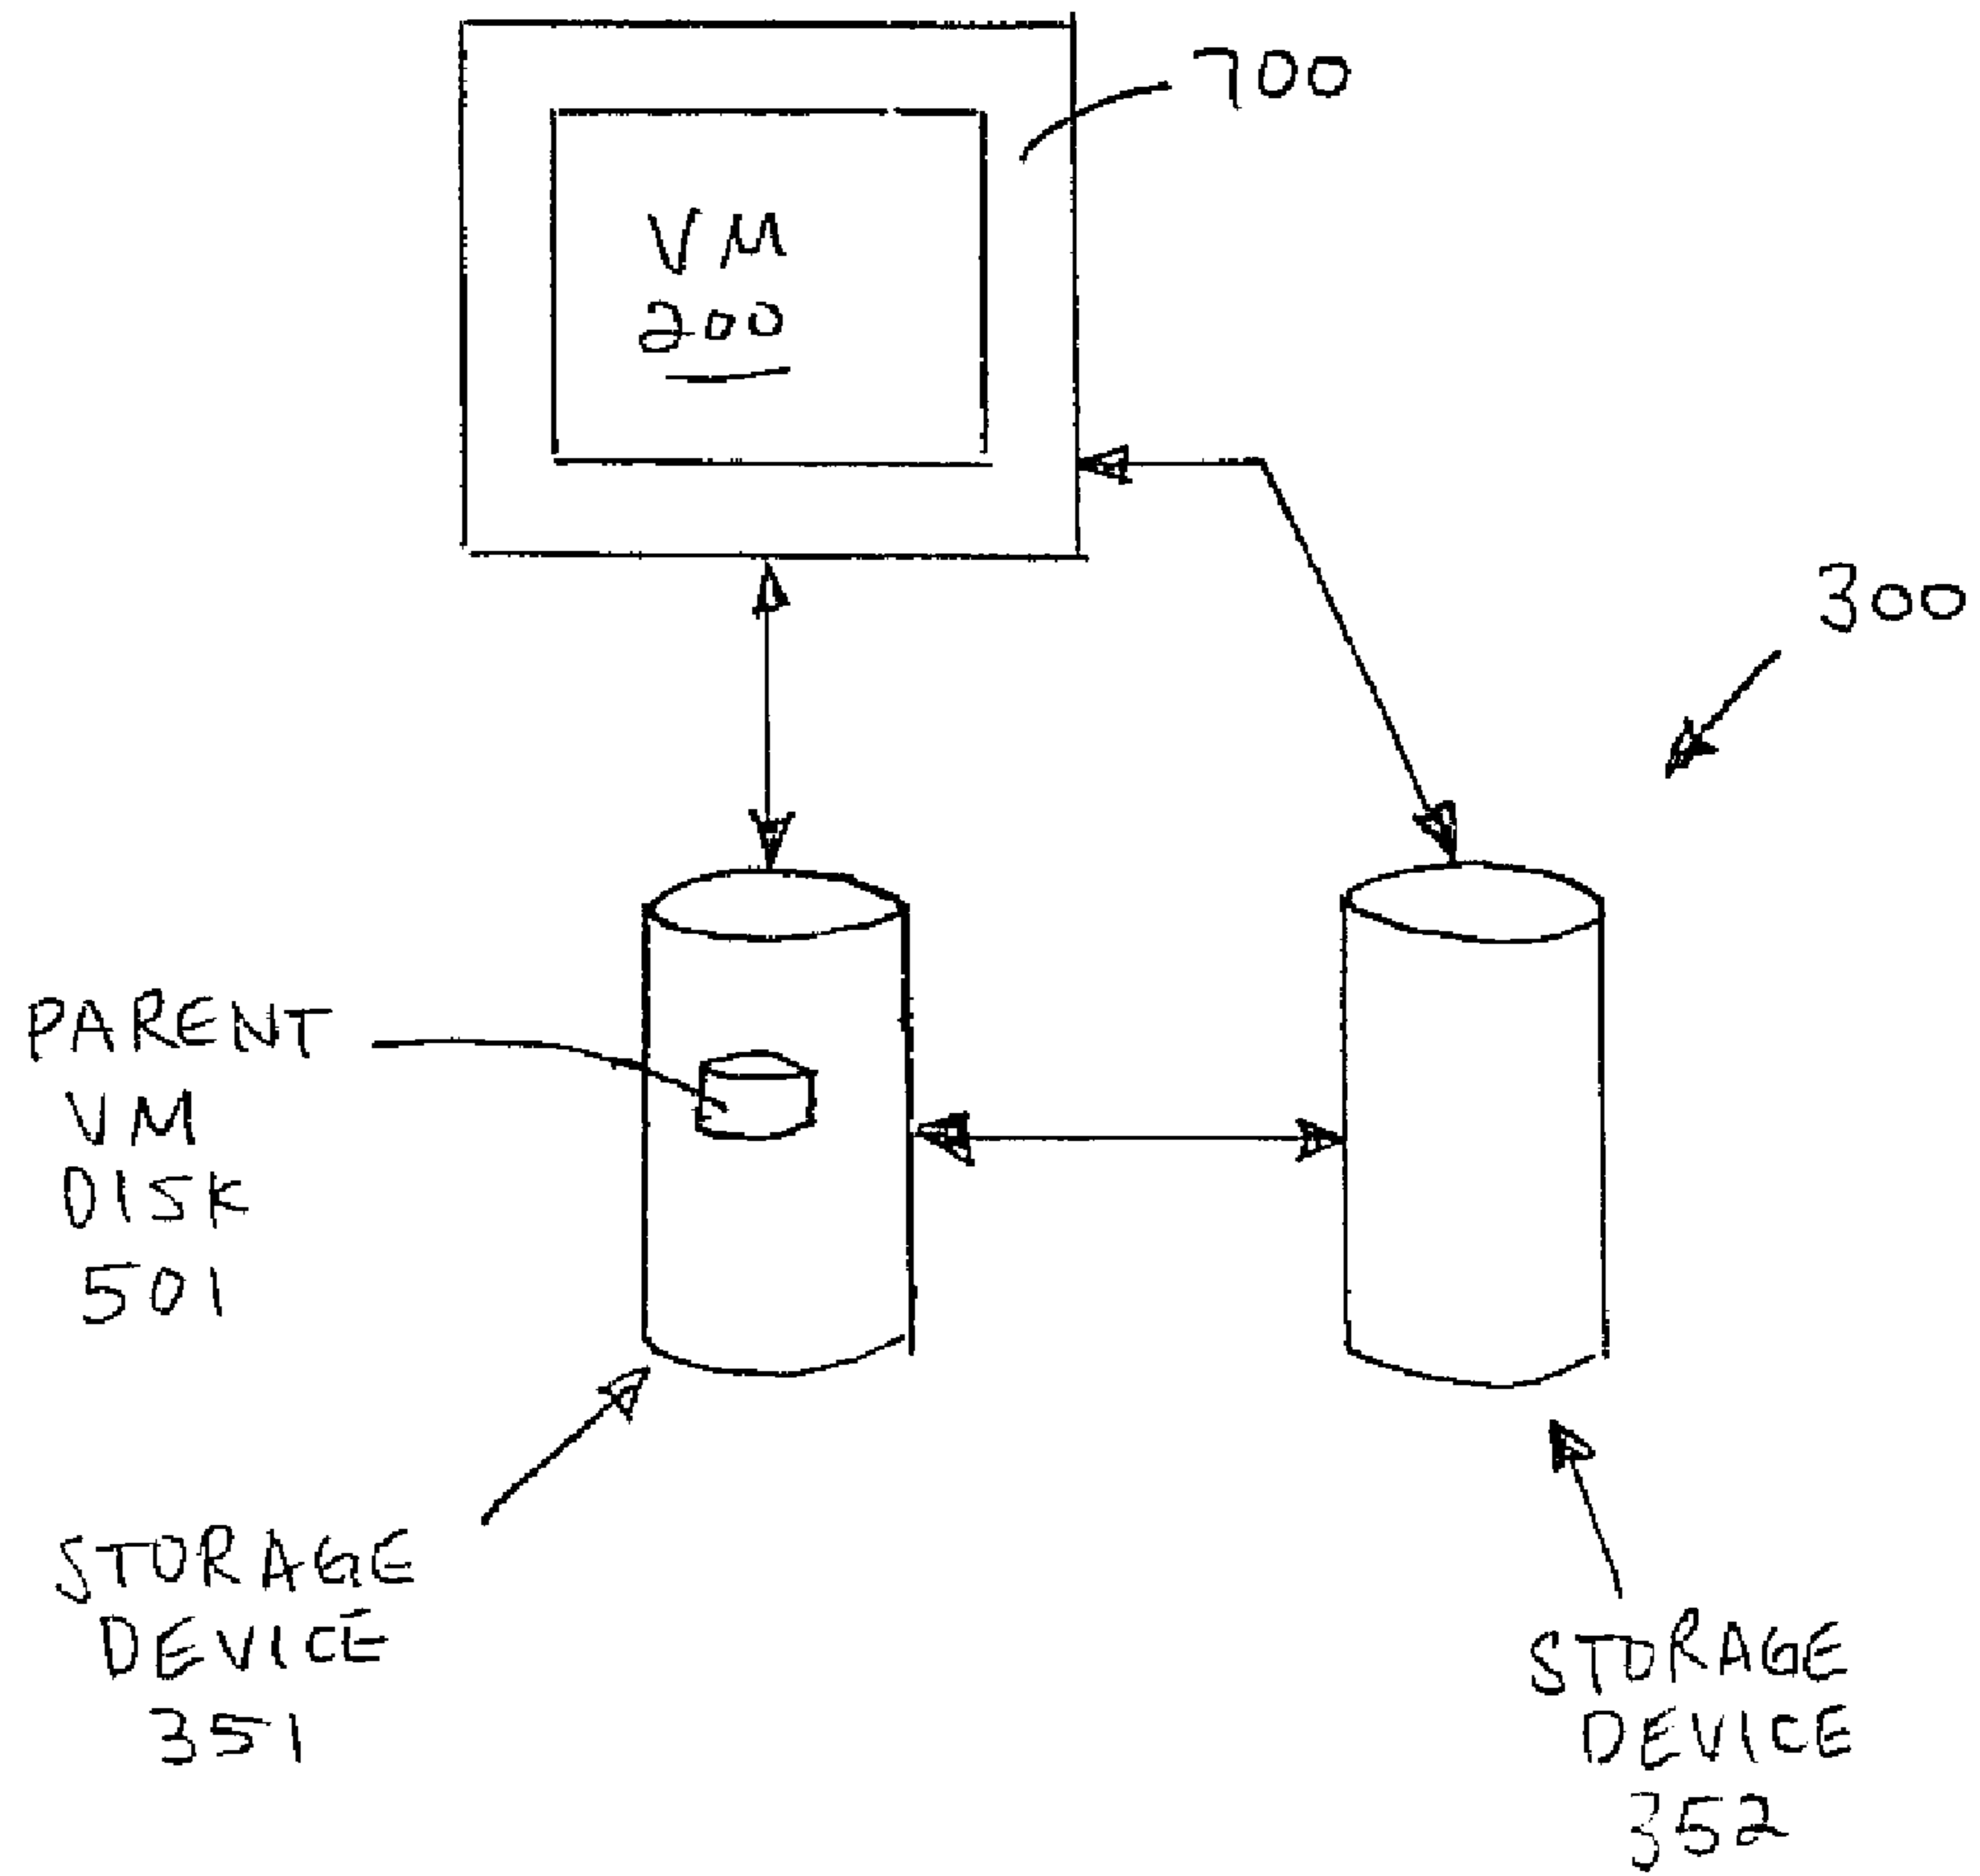 700
VM
200
300
PARENT
VM
DISK
501
STORAGE
DEVICE
351
STORAGE
DEVICE
352